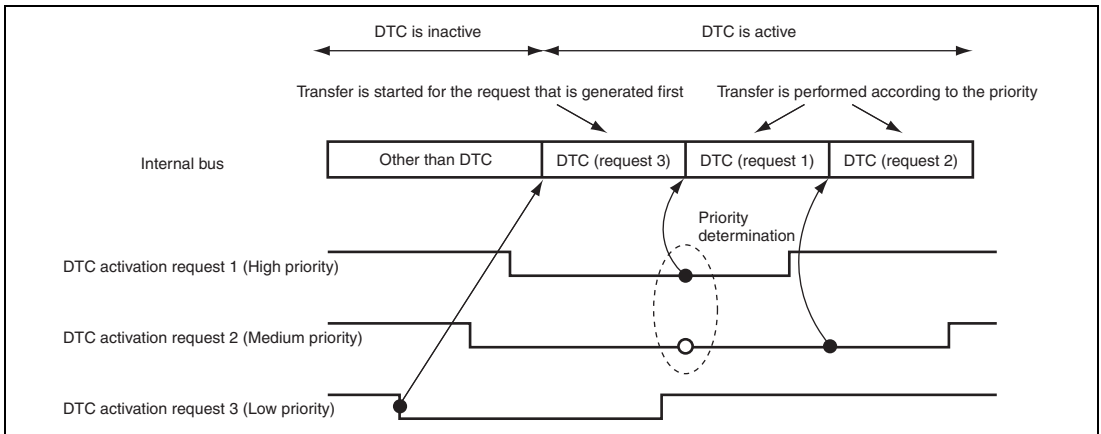 DTC is inactive
DTC is active
Transfer is started for the request that is generated first
Transfer is performed according to the priority
Internal bus
Other than DTC
DTC (request 3)
DTC (request 1)
DTC (request 2)
Priority
determination
DTC activation request 1 (High priority)
DTC activation request 2 (Medium priority)
DTC activation request 3 (Low priority)